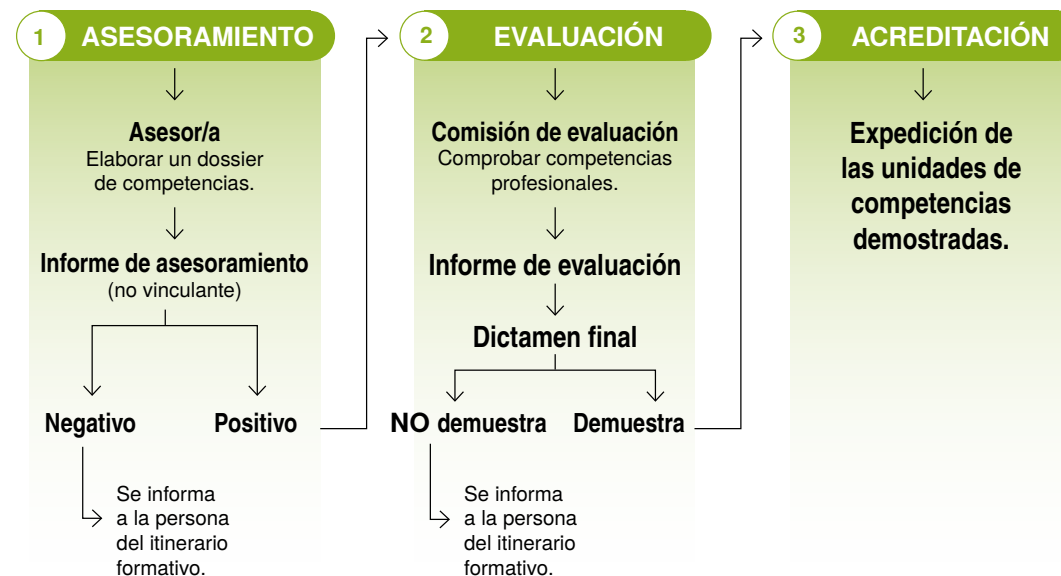 1 ASESORAMIENTO
Asesor/a
Elaborar un dossier
de competencias.
Informe de asesoramiento
(no vinculante)
Negativo
Positivo
Se informa
a la persona
del itinerario
formativo.
2 EVALUACIÓN
Comisión de evaluación
Comprobar competencias
profesionales.
Informe de evaluación
Dictamen final
NO demuestra
Demuestra
Se informa
a la persona
del itinerario
formativo.
3 ACREDITACIÓN
Expedición de
las unidades de
competencias
demostradas.